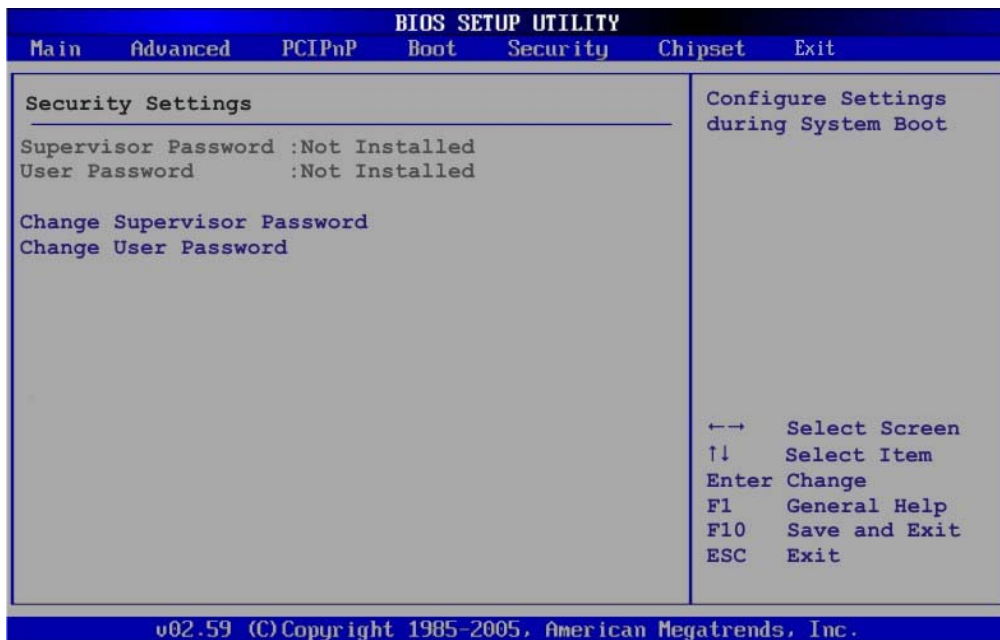 BIOS SETUP UTILITY
Main Advanced PCIPnP Boot Security Chipset Exit
Security Settings
Supervisor Password :Not Installed
User Password :Not Installed
Change Supervisor Password
Change User Password
Configure Settings
during System Boot
←→ Select Screen
↑↓ Select Item
Enter Change
F1 General Help
F10 Save and Exit
ESC Exit
v02.59 (C)Copyright 1985-2005, American Megatrends, Inc.